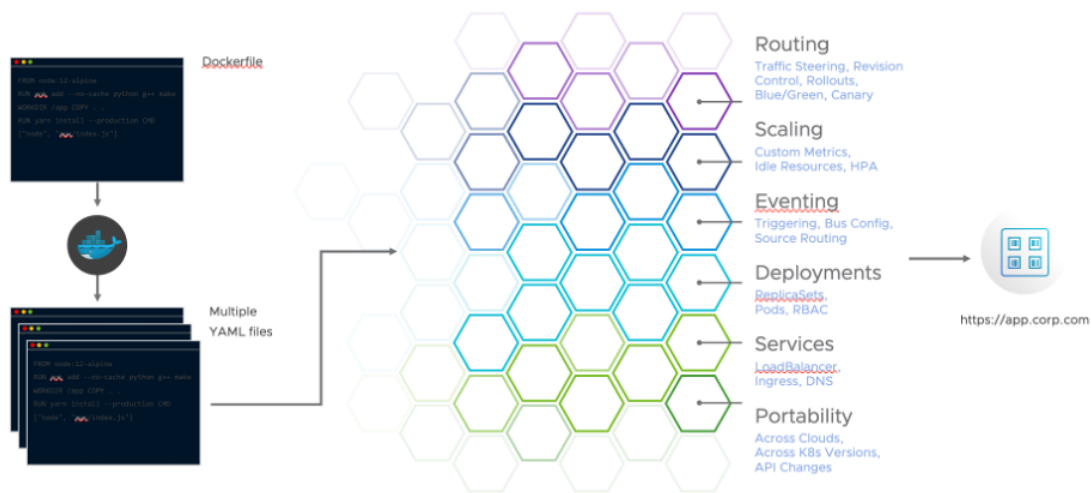 Dockerfile
FROM node:12-alpine
RUN add --no-cache python g++ make
WORKDIR /app COPY . .
RUN yarn install --production CMD
["node", "/index.js"]
Multiple
YAML files
FROM node:12-alpine
RUN add --no-cache python g++ make
WORKDIR /app COPY . .
RUN yarn install --production CMD
["node", "/index.js"]
Routing
Traffic Steering, Revision
Control, Rollouts,
Blue/Green, Canary
Scaling
Custom Metrics,
Idle Resources, HPA
Eventing
Triggering, Bus Config,
Source Routing
Deployments
ReplicaSets,
Pods, RBAC
Services
LoadBalancer,
Ingress, DNS
Portability
Across Clouds,
Across K8s Versions,
API Changes
https://app.corp.com